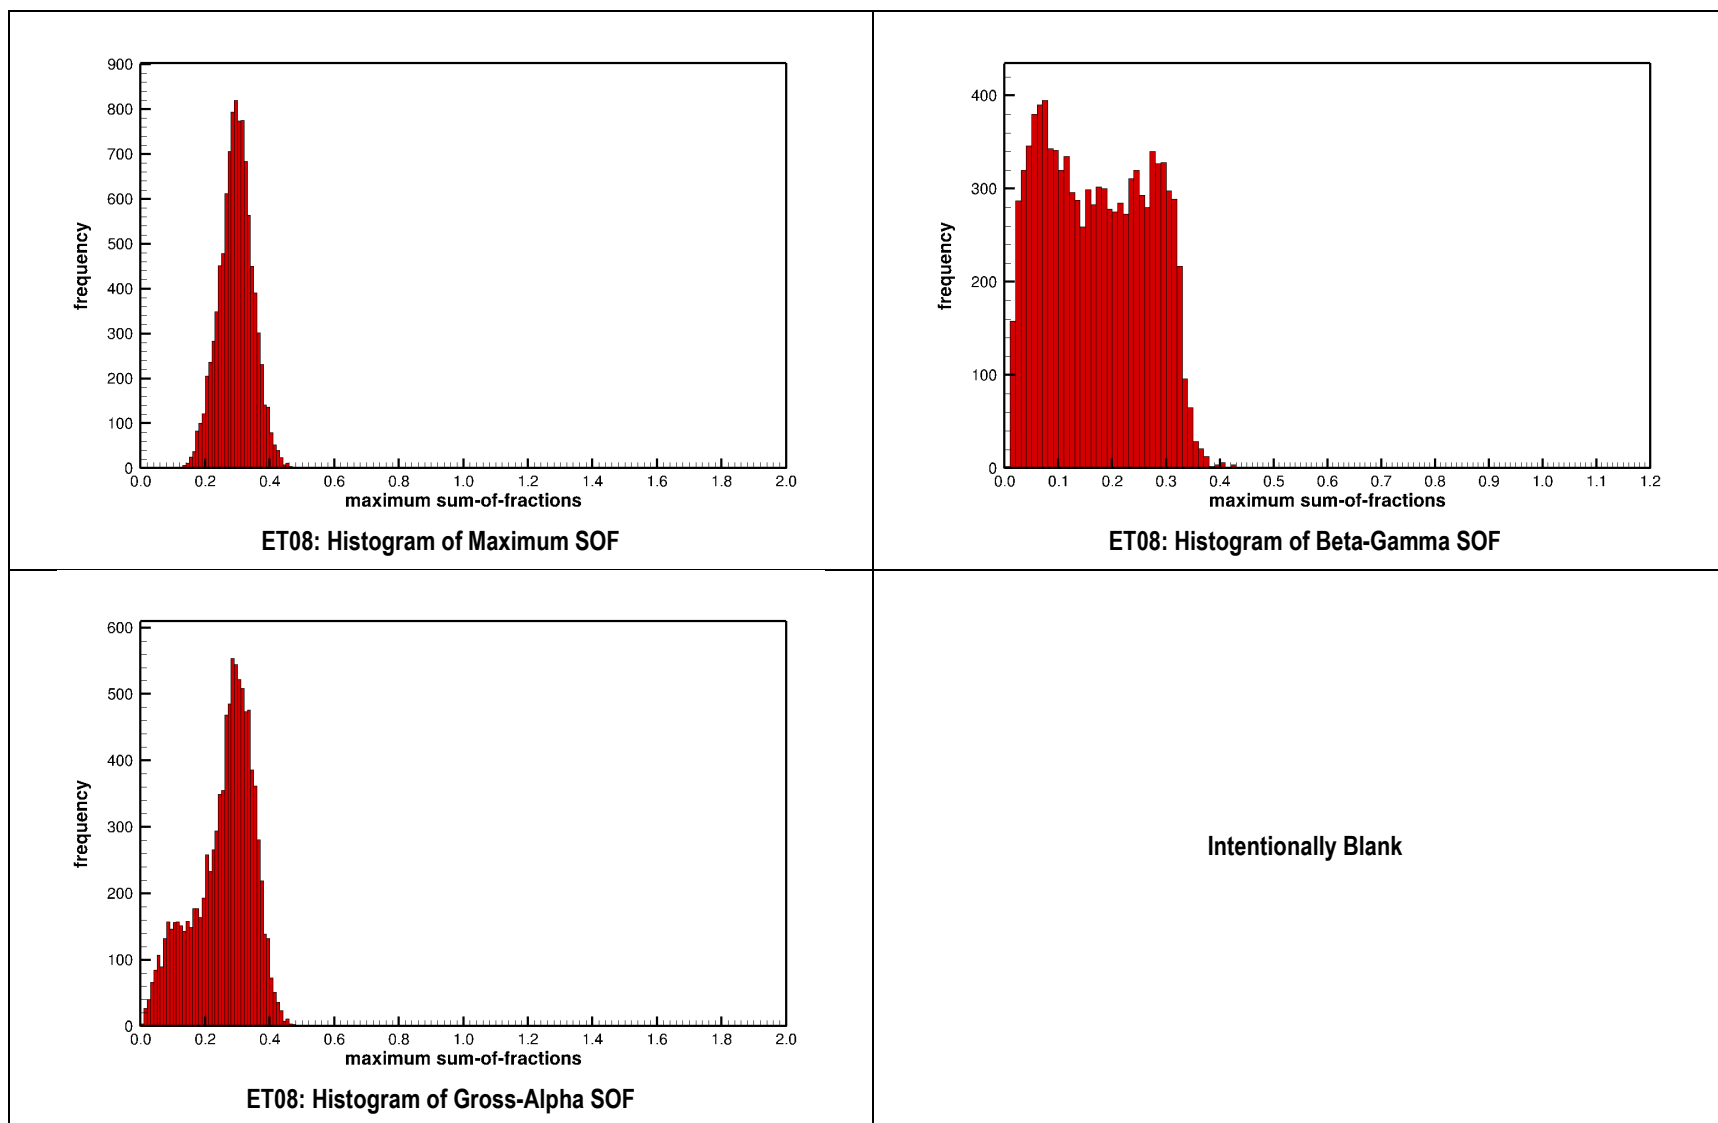 900
800
700
600
500
400
300
200
100
0
frequency
0.0 0.2 0.4 0.6 0.8 1.0 1.2 1.4 1.6 1.8 2.0
maximum sum-of-fractions
ET08: Histogram of Maximum SOF
400
300
200
100
0
frequency
0.0 0.1 0.2 0.3 0.4 0.5 0.6 0.7 0.8 0.9 1.0 1.1 1.2
maximum sum-of-fractions
ET08: Histogram of Beta-Gamma SOF
600
500
400
300
200
100
0
frequency
0.0 0.2 0.4 0.6 0.8 1.0 1.2 1.4 1.6 1.8 2.0
maximum sum-of-fractions
ET08: Histogram of Gross-Alpha SOF
Intentionally Blank